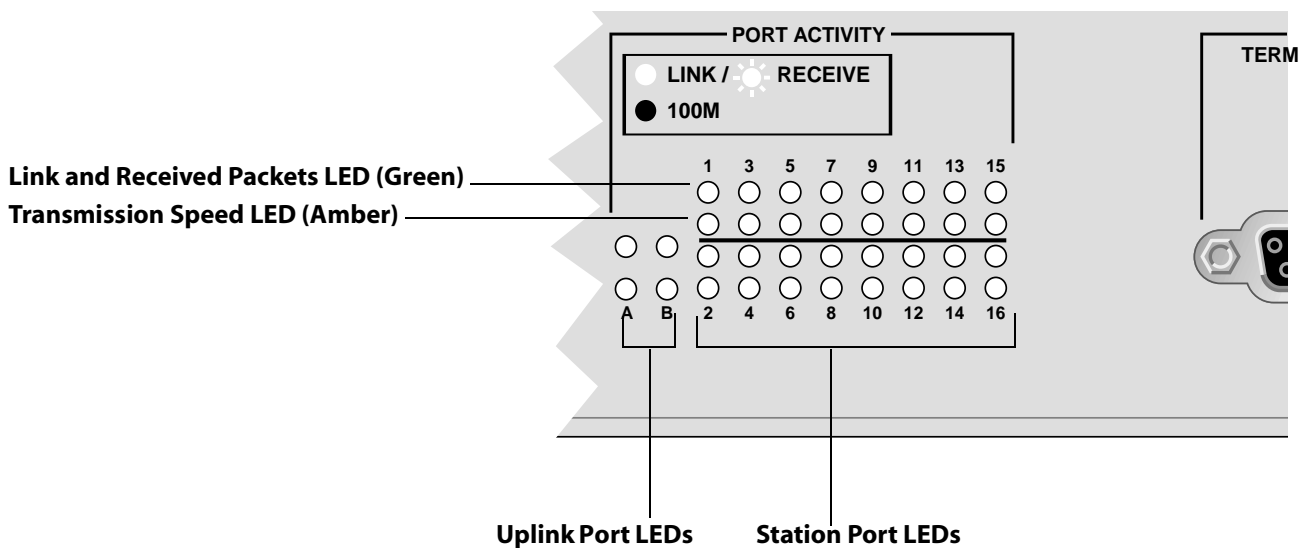 PORT ACTIVITY
TERM
LINK / RECEIVE
100M
1 3 5 7 9 11 13 15
Link and Received Packets LED (Green)
Transmission Speed LED (Amber)
A B 2 4 6 8 10 12 14 16
Uplink Port LEDs
Station Port LEDs